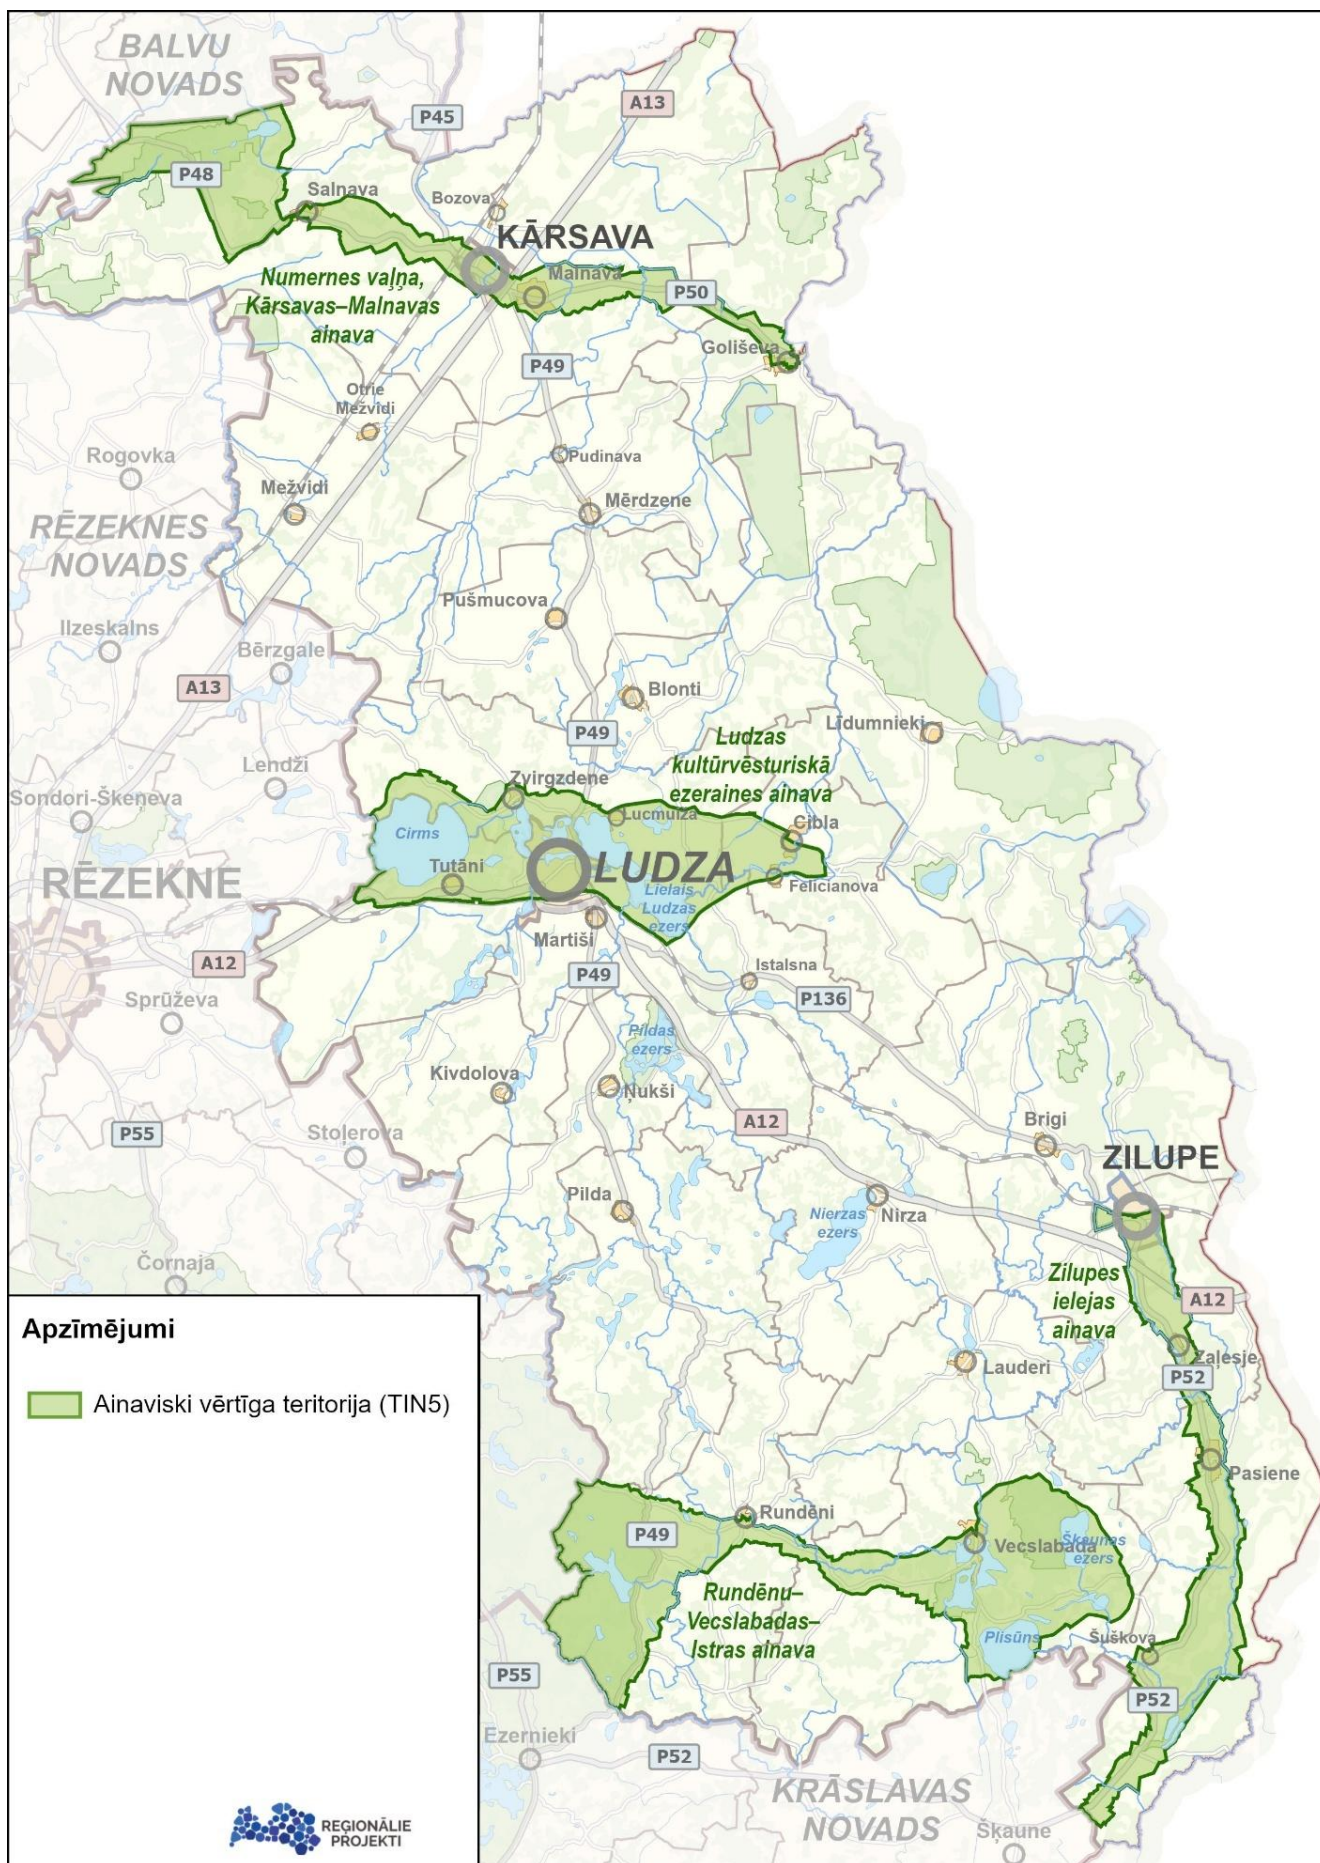 BALVU
NOVADS
P45
A13
P48
Salnava
Bozova
KĀRSAVA
Numernes vaļņa,
Kārsavas–Malnavas
ainava
Malnava
P50
Goliševa
P49
Otrie
Mežvidi
Rogovka
Pudinava
Mežvidi
Mērdzene
RĒZEKNES
NOVADS
Pušmucova
Ilzeskalns
Bērzgale
A13
Blonti
P49
Līdumnieki
Ludzas
kultūrvēsturiskā
ezeraines ainava
Lendži
Zvirgzdene
Sondori-Škeņeva
Lucmuiža
Cirms
Cibla
RĒZEKNE
Tutāni
LUDZA
Felicianova
Lielais
Ludzas
ezers
Martiši
A12
P49
Istalsna
P136
Sprūževa
Pildas
ezers
Kivdolova
Ņukši
A12
Brigi
P55
Stoļerova
ZILUPE
Pilda
Nierzas
ezers
Nirza
Čornaja
Zilupes
ielejas
ainava
A12
Zaļesje
P52
Lauderi
Pasiene
Rundēni
P49
Vecslabada
Šķaunas
ezers
Rundēnu–
Vecslabadas–
Istras ainava
Plisūns
Šuškova
P55
P52
Ezernieki
P52
KRĀSLAVAS
NOVADS
Šķaune
Apzīmējumi
Ainaviski vērtīga teritorija (TIN5)
REĢIONĀLIE
PROJEKTI